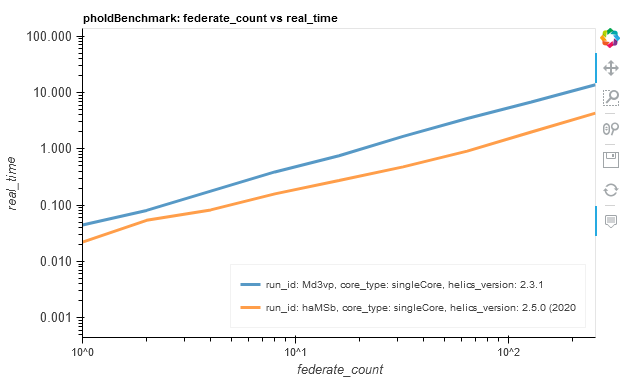 pholdBenchmark: federate_count vs real_time
100.000
10.000
1.000
0.100
0.010
0.001
real_time
run_id: Md3vp, core_type: singleCore, helics_version: 2.3.1
run_id: haMSb, core_type: singleCore, helics_version: 2.5.0 (2020
10^0
10^1
10^2
federate_count